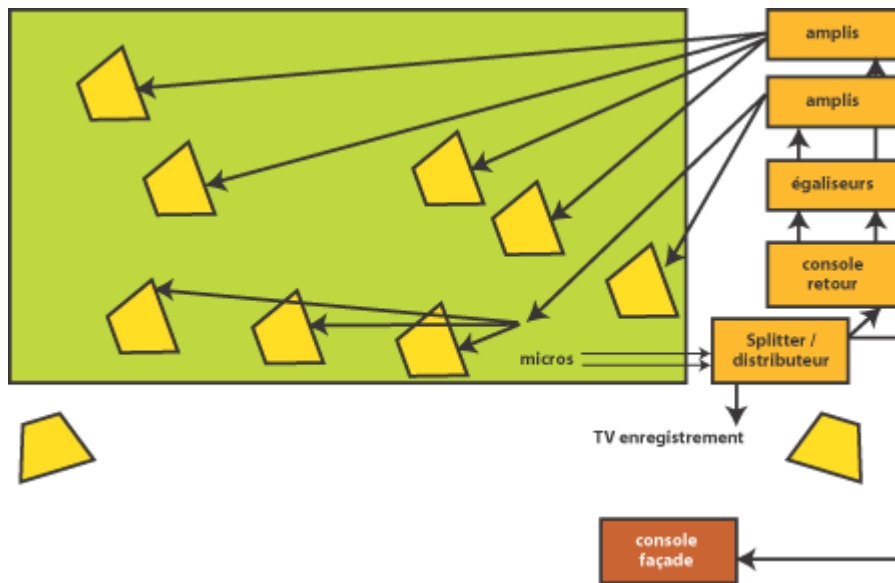 amplis
amplis
égaliseurs
console
retour
Splitter /
distributeur
micros
TV enregistrement
console
façade